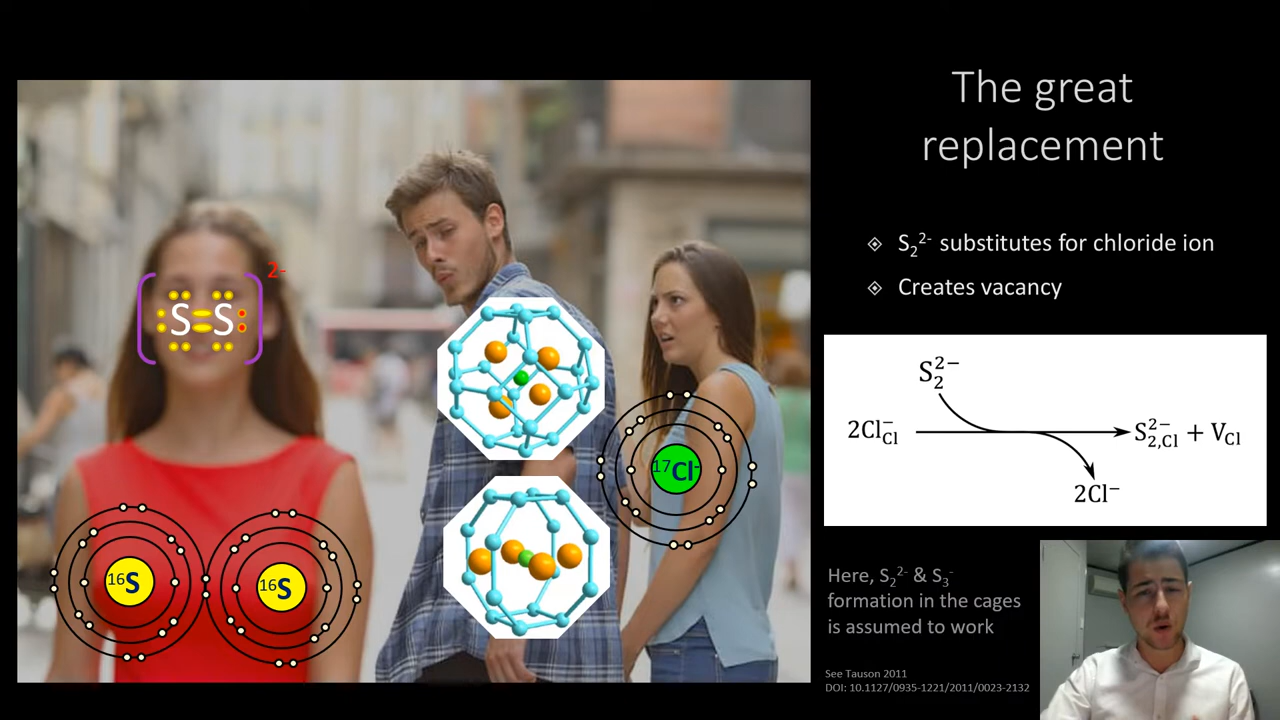 The great
replacement
S₂²⁻ substitutes for chloride ion
Creates vacancy
S₂²⁻
2Cl⁻Cl
S²⁻2,Cl + VCl
2Cl⁻
Here, S₂²⁻ & S₃⁻
formation in the cages
is assumed to work
See Tauson 2011
DOI: 10.1127/0935-1221/2011/0023-2132
2-
S S
17Cl-
16S
16S